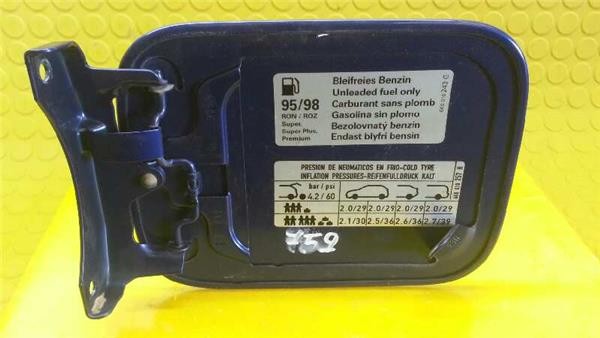 Bleifreies Benzin
Unleaded fuel only
95/98 Carburant sans plomb
RON / ROZ Gasolina sin plomo
Super, Bezolovnatý benzin
Super Plus, Endast blyfri bensin
Premium
PRESION DE NEUMATICOS EN FRIO-COLD TYRE
INFLATION PRESSURES-REIFENFÜLLDRUCK KALT
bar / psi
4.2 / 60
2.0/29 2.0/29 2.0/29 2.0/29
2.1/30 2.5/36 2.6/36 2.7/39
759